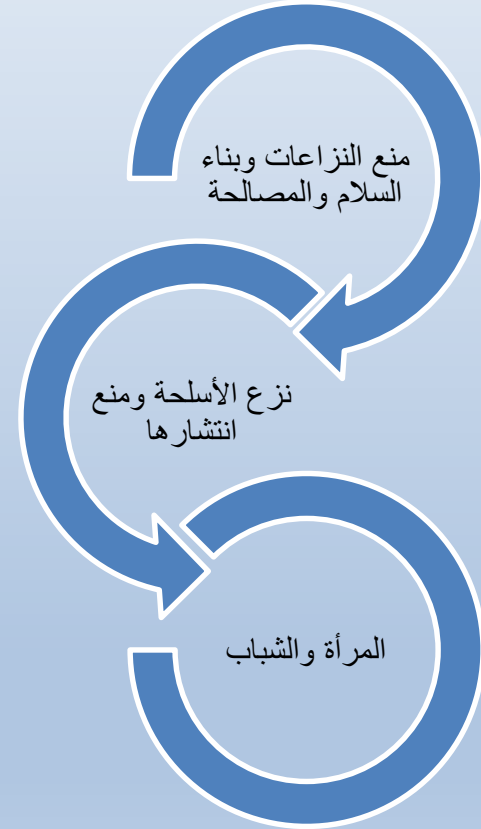 منع النزاعات وبناء
السلام والمصالحة
نزع الأسلحة ومنع
انتشارها
المرأة والشباب